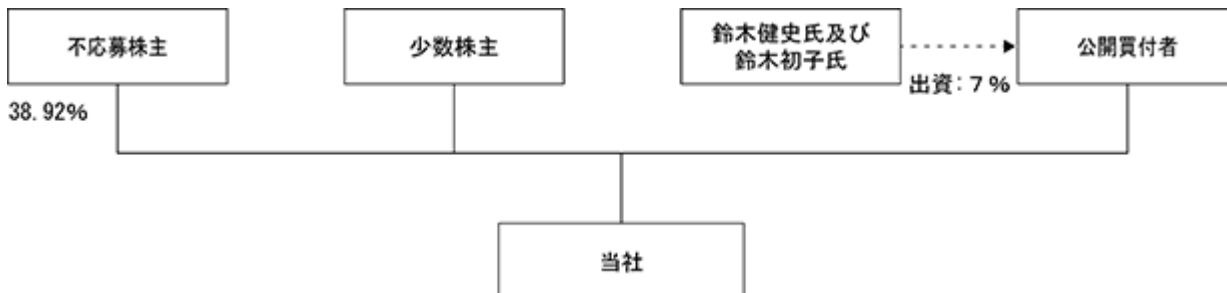 不応募株主
少数株主
鈴木健史氏及び
鈴木初子氏
公開買付者
出資：7%
38.92%
当社